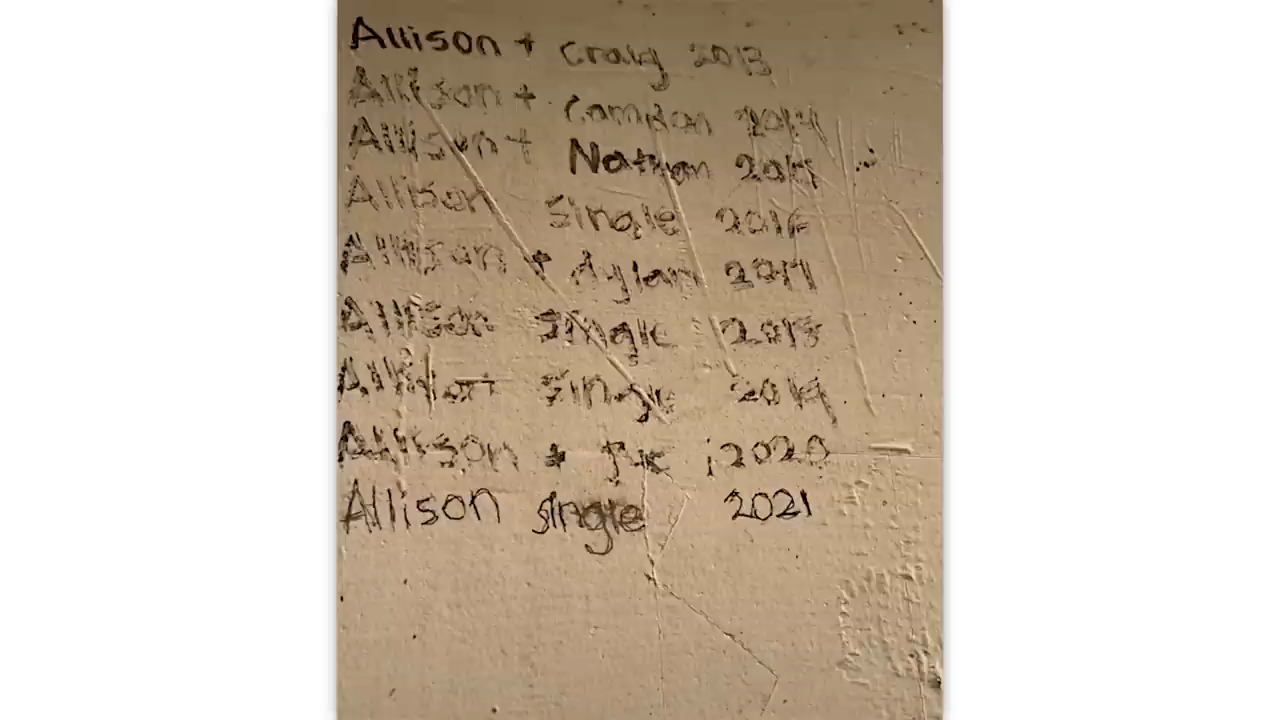 Allison + Craig 2013
Allison + 2014
Allison + Nathan 2015
Allison Single 2016
Allison + dylan 2017
Allison Single 2018
Allison Single 2019
Allison + 2020
Allison single 2021